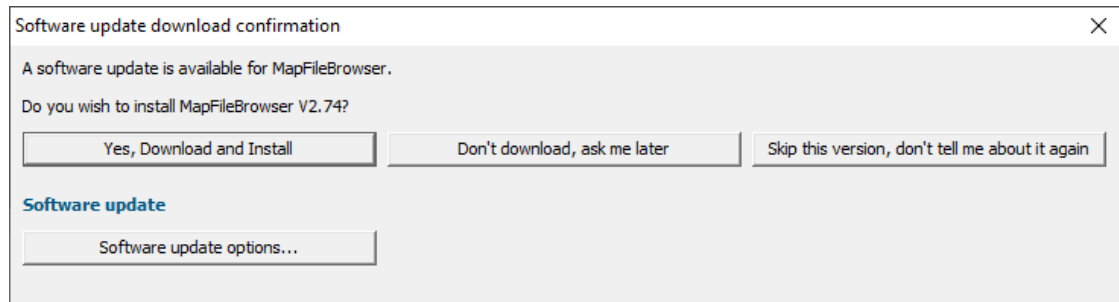 Software update download confirmation
A software update is available for MapFileBrowser.
Do you wish to install MapFileBrowser V2.74?
Yes, Download and Install
Don't download, ask me later
Skip this version, don't tell me about it again
Software update
Software update options...